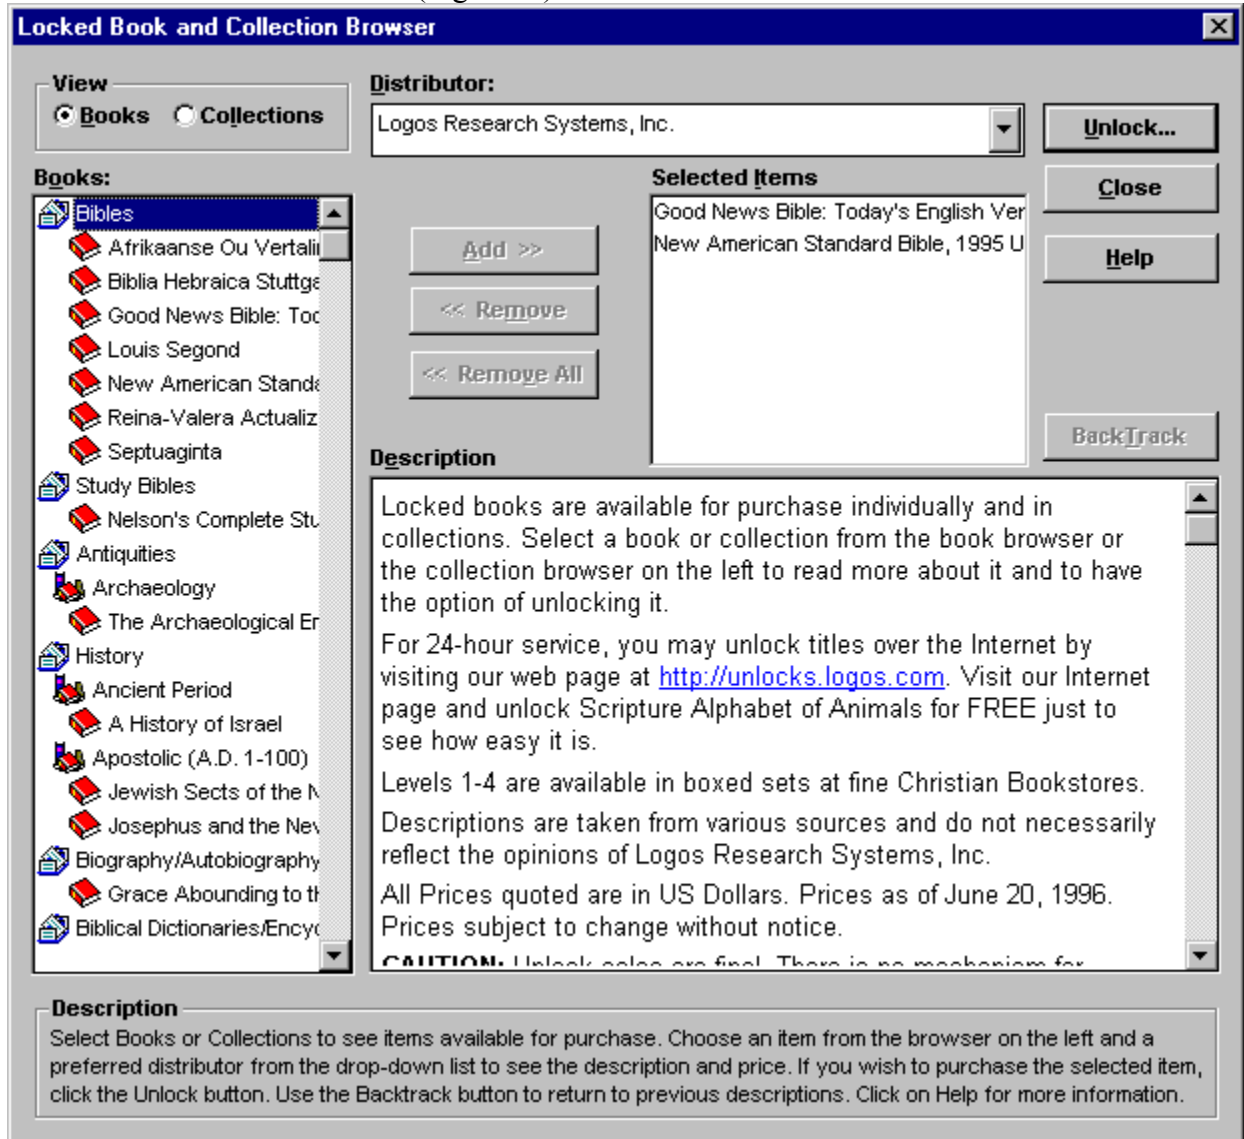 Locked Book and Collection Browser
View
Books Collections
Distributor:
Logos Research Systems, Inc.
Unlock...
Close
Help
BackTrack
Books:
Bibles
Afrikaanse Ou Vertalin
Biblia Hebraica Stuttga
Good News Bible: Tod
Louis Segond
New American Standa
Reina-Valera Actualiz
Septuaginta
Study Bibles
Nelson's Complete Stu
Antiquities
Archaeology
The Archaeological En
History
Ancient Period
A History of Israel
Apostolic (A.D. 1-100)
Jewish Sects of the N
Josephus and the New
Biography/Autobiography
Grace Abounding to th
Biblical Dictionaries/Encyc
Add >>
<< Remove
<< Remove All
Selected Items
Good News Bible: Today's English Ver
New American Standard Bible, 1995 U
Description
Locked books are available for purchase individually and in
collections. Select a book or collection from the book browser or
the collection browser on the left to read more about it and to have
the option of unlocking it.
For 24-hour service, you may unlock titles over the Internet by
visiting our web page at http://unlocks.logos.com. Visit our Internet
page and unlock Scripture Alphabet of Animals for FREE just to
see how easy it is.
Levels 1-4 are available in boxed sets at fine Christian Bookstores.
Descriptions are taken from various sources and do not necessarily
reflect the opinions of Logos Research Systems, Inc.
All Prices quoted are in US Dollars. Prices as of June 20, 1996.
Prices subject to change without notice.
CAUTION: Unlock sales are final. There is no mechanism for
Description
Select Books or Collections to see items available for purchase. Choose an item from the browser on the left and a
preferred distributor from the drop-down list to see the description and price. If you wish to purchase the selected item,
click the Unlock button. Use the Backtrack button to return to previous descriptions. Click on Help for more information.